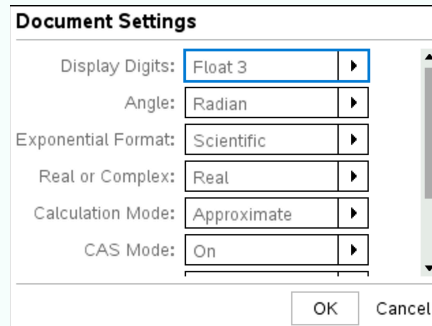 Document Settings
Display Digits: Float 3
Angle: Radian
Exponential Format: Scientific
Real or Complex: Real
Calculation Mode: Approximate
CAS Mode: On
OK Cancel